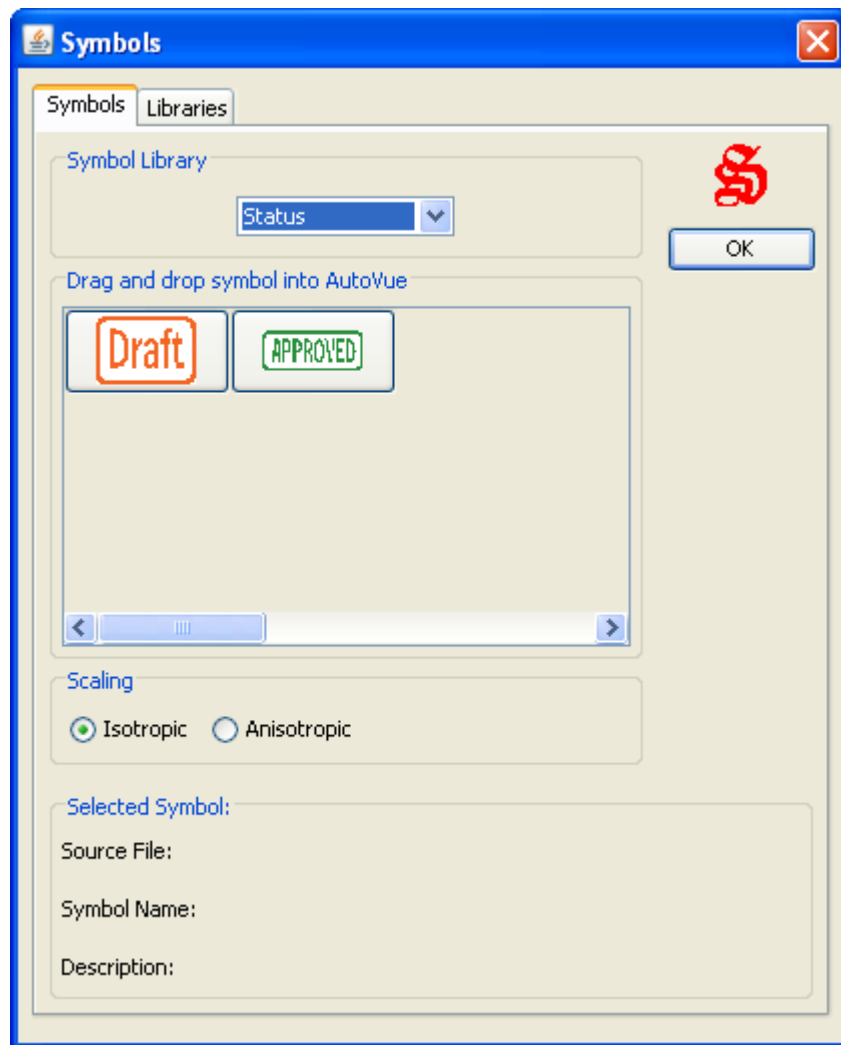 Symbols
Symbols Libraries
Symbol Library
S
Status
OK
Drag and drop symbol into AutoVue
Draft APPROVED
Scaling
Isotropic Anisotropic
Selected Symbol:
Source File:
Symbol Name:
Description: